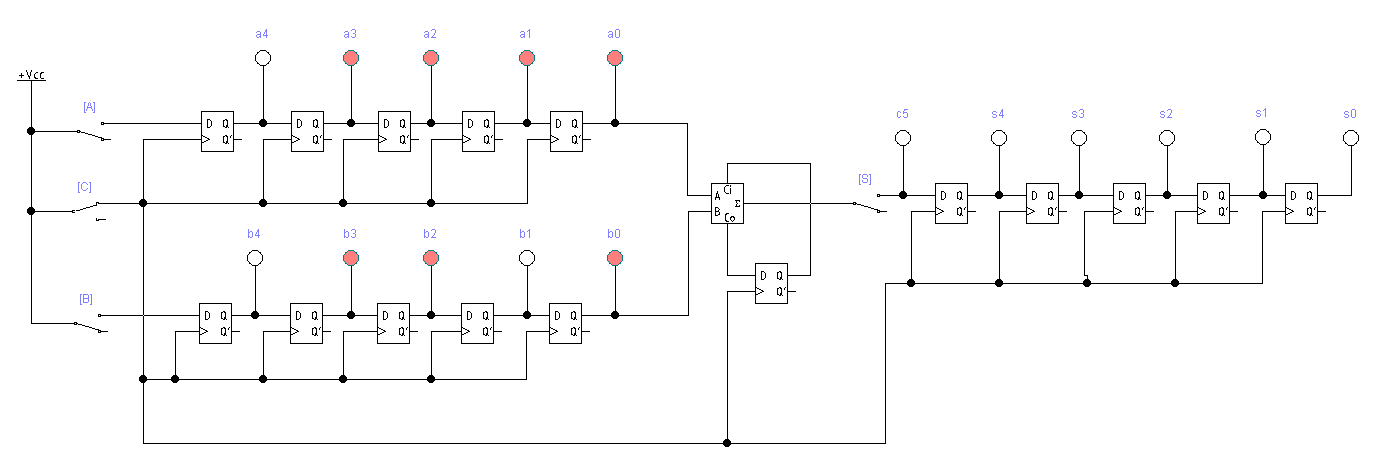 a4 a3 a2 a1 a0
+Vcc
[A]
c5 s4 s3 s2 s1 s0
D Q D Q D Q D Q D Q
Q' Q' Q' Q' Q'
[C]
[S]
Ci
A
Σ
B
Co
D Q D Q D Q D Q D Q
Q' Q' Q' Q' Q'
b4 b3 b2 b1 b0
D Q
Q'
[B]
D Q D Q D Q D Q D Q
Q' Q' Q' Q' Q'